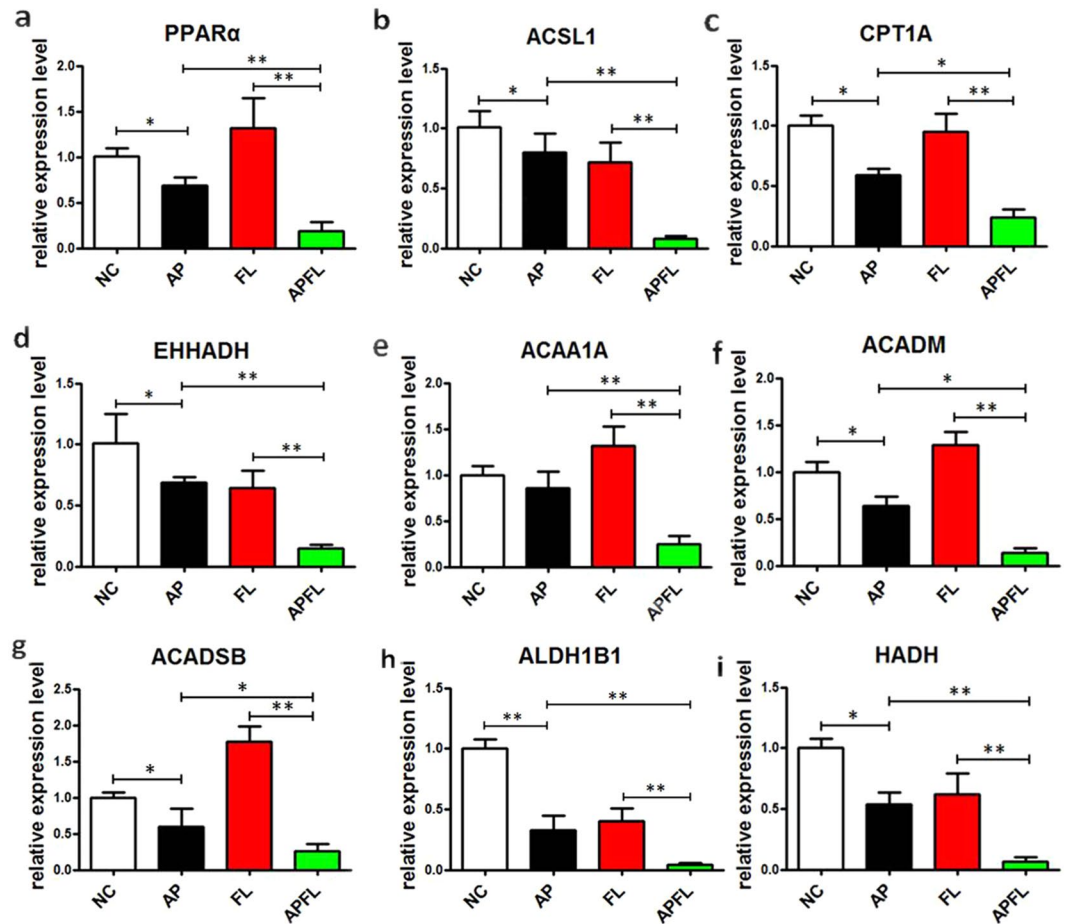 a
PPARα
relative expression level
2.0
1.5
1.0
0.5
0.0
**
**
*
NC
AP
FL
APFL
b
ACSL1
relative expression level
1.5
1.0
0.5
0.0
**
*
**
NC
AP
FL
APFL
c
CPT1A
relative expression level
1.5
1.0
0.5
0.0
*
*
**
NC
AP
FL
APFL
d
EHHADH
relative expression level
1.5
1.0
0.5
0.0
**
*
**
NC
AP
FL
APFL
e
ACAA1A
relative expression level
2.0
1.5
1.0
0.5
0.0
**
**
NC
AP
FL
APFL
f
ACADM
relative expression level
2.0
1.5
1.0
0.5
0.0
*
**
*
NC
AP
FL
APFL
g
ACADSB
relative expression level
2.5
2.0
1.5
1.0
0.5
0.0
*
**
*
NC
AP
FL
APFL
h
ALDH1B1
relative expression level
1.5
1.0
0.5
0.0
**
**
**
NC
AP
FL
APFL
i
HADH
relative expression level
1.5
1.0
0.5
0.0
**
*
**
NC
AP
FL
APFL